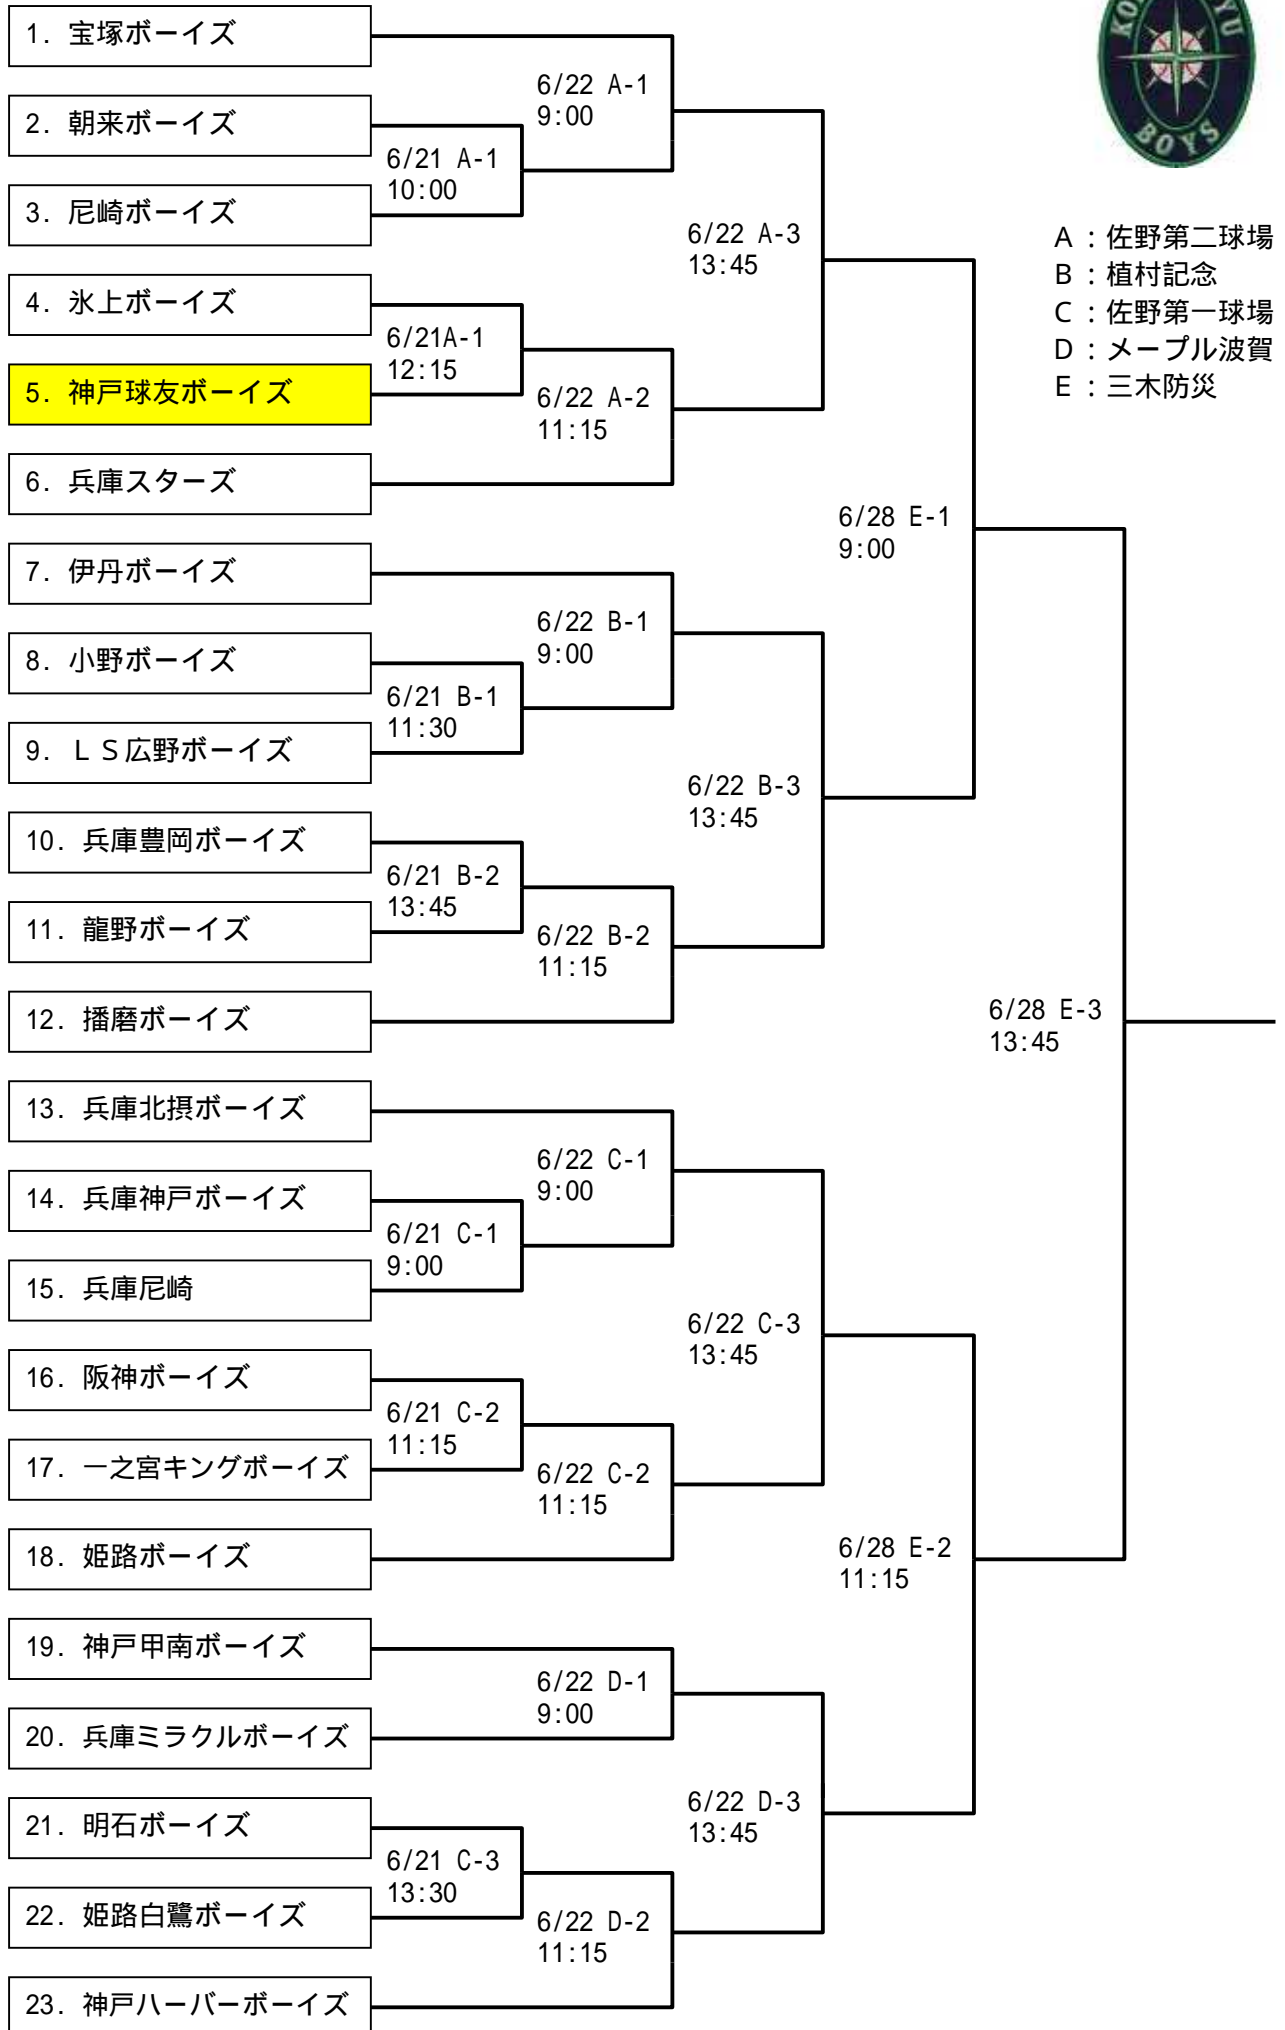 1. 宝塚ボーイズ
2. 朝来ボーイズ
3. 尼崎ボーイズ
4. 氷上ボーイズ
5. 神戸球友ボーイズ
6. 兵庫スターズ
7. 伊丹ボーイズ
8. 小野ボーイズ
9. ＬＳ広野ボーイズ
10. 兵庫豊岡ボーイズ
11. 龍野ボーイズ
12. 播磨ボーイズ
13. 兵庫北摂ボーイズ
14. 兵庫神戸ボーイズ
15. 兵庫尼崎
16. 阪神ボーイズ
17. 一之宮キングボーイズ
18. 姫路ボーイズ
19. 神戸甲南ボーイズ
20. 兵庫ミラクルボーイズ
21. 明石ボーイズ
22. 姫路白鷺ボーイズ
23. 神戸ハーバーボーイズ
6/21 A-1
10:00
6/21A-1
12:15
6/21 B-1
11:30
6/21 B-2
13:45
6/21 C-1
9:00
6/21 C-2
11:15
6/21 C-3
13:30
6/22 A-1
9:00
6/22 A-2
11:15
6/22 B-1
9:00
6/22 B-2
11:15
6/22 C-1
9:00
6/22 C-2
11:15
6/22 D-1
9:00
6/22 D-2
11:15
6/22 A-3
13:45
6/22 B-3
13:45
6/22 C-3
13:45
6/22 D-3
13:45
6/28 E-1
9:00
6/28 E-2
11:15
6/28 E-3
13:45
BOYS
A：佐野第二球場
B：植村記念
C：佐野第一球場
D：メープル波賀
E：三木防災